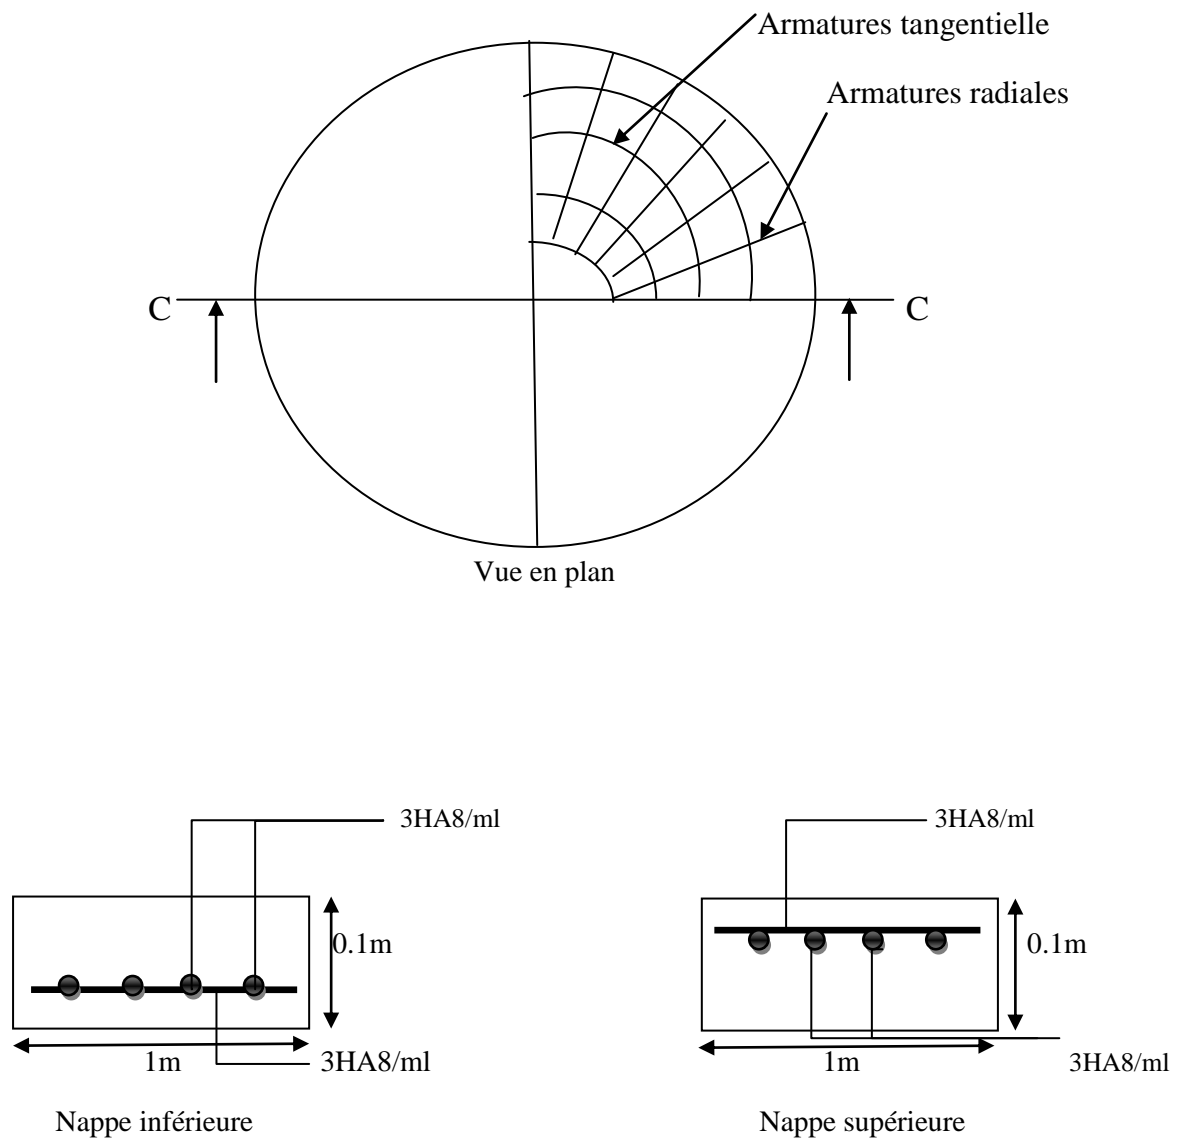 Armatures tangentielle
Armatures radiales
C
C
Vue en plan
3HA8/ml
3HA8/ml
0.1m
0.1m
1m
3HA8/ml
1m
3HA8/ml
Nappe inférieure
Nappe supérieure